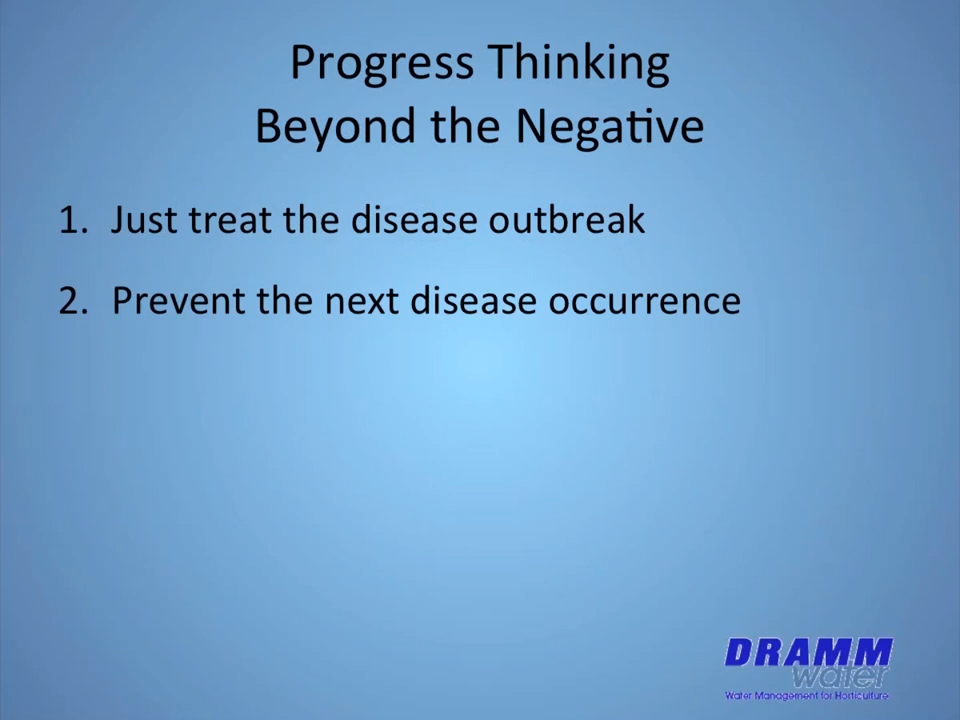 Progress Thinking
Beyond the Negative
1. Just treat the disease outbreak
2. Prevent the next disease occurrence
DRAMM
water
Water Management for Horticulture